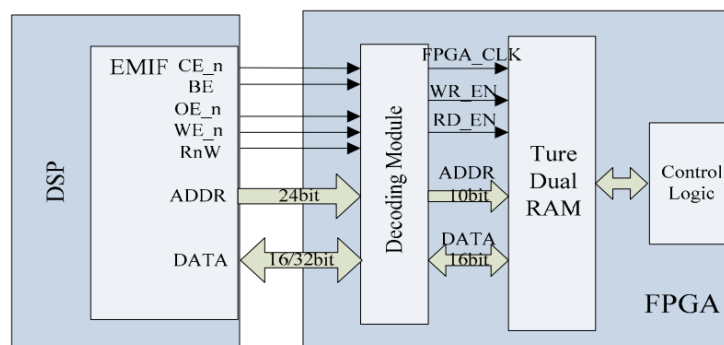 DSP
EMIF
CE_n
BE
OE_n
WE_n
RnW
ADDR
DATA
24bit
16/32bit
Decoding Module
FPGA_CLK
WR_EN
RD_EN
ADDR
10bit
DATA
16bit
Ture
Dual
RAM
Control
Logic
FPGA